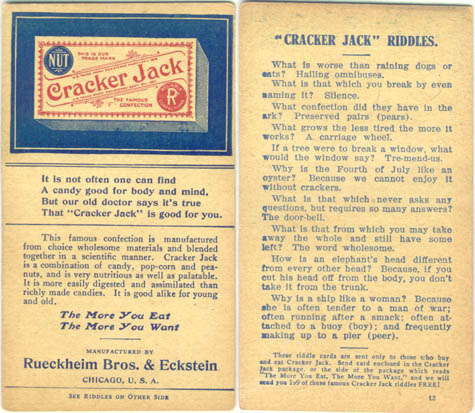 NUT
THIS IS OUR
TRADE MARK
Cracker Jack
THE FAMOUS
CONFECTION
R
It is not often one can find
A candy good for body and mind,
But our old doctor says it's true
That "Cracker Jack" is good for you.
This famous confection is manufactured
from choice wholesome materials and blended
together in a scientific manner. Cracker Jack
is a combination of candy, pop-corn and pea-
nuts, and is very nutritious as well as palatable.
It is more easily digested and assimilated than
richly made candies. It is good alike for young
and old.
The More You Eat
The More You Want
MANUFACTURED BY
Rueckheim Bros. & Eckstein
CHICAGO, U. S. A.
SEE RIDDLES ON OTHER SIDE
"CRACKER JACK" RIDDLES.
What is worse than raining dogs or
cats? Hailing omnibuses.
What is that which you break by even
naming it? Silence.
What confection did they have in the
ark? Preserved pairs (pears).
What grows the less tired the more it
works? A carriage wheel.
If a tree were to break a window, what
would the window say? Tre-mend-us.
Why is the Fourth of July like an
oyster? Because we cannot enjoy it
without crackers.
What is that which never asks any
questions, but requires so many answers?
The door-bell.
What is that from which you may take
away the whole and still have some
left? The word wholesome.
How is an elephant's head different
from every other head? Because, if you
cut his head off from the body, you don't
take it from the trunk.
Why is a ship like a woman? Because
she is often tender to a man of war;
often running after a smack; often at-
tached to a buoy (boy); and frequently
making up to a pier (peer).
These riddle cards are sent only to those who buy
and eat Cracker Jack. Send card enclosed in the Cracker Jack
package, or the side of the package which reads
"The More You Eat, The More You Want," and we will
send you 1x9 of these famous Cracker Jack riddles FREE!
12